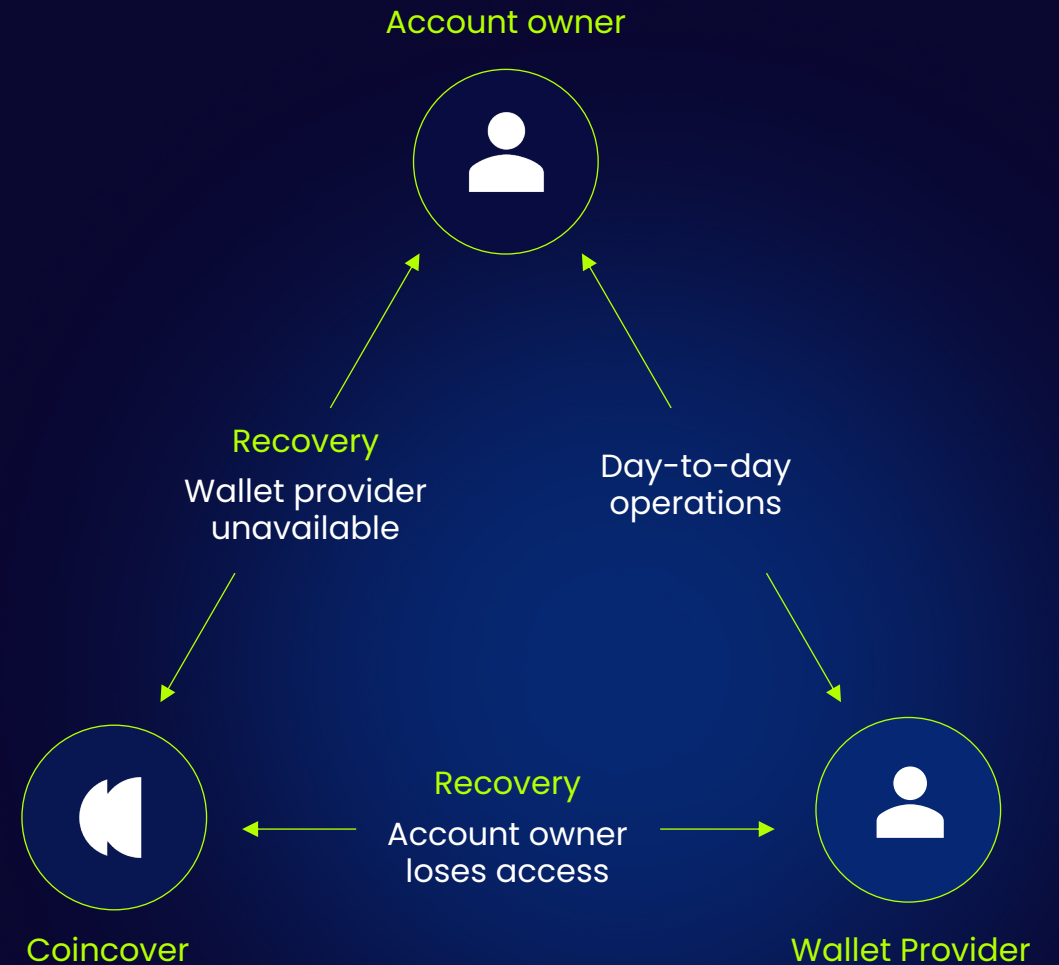 Account owner
Recovery
Wallet provider
unavailable
Day-to-day
operations
Recovery
Account owner
loses access
Coincover
Wallet Provider